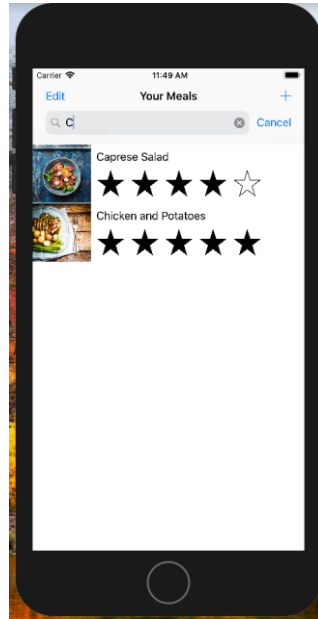 Carrier 11:49 AM
Edit Your Meals +
C Cancel
Caprese Salad
Chicken and Potatoes